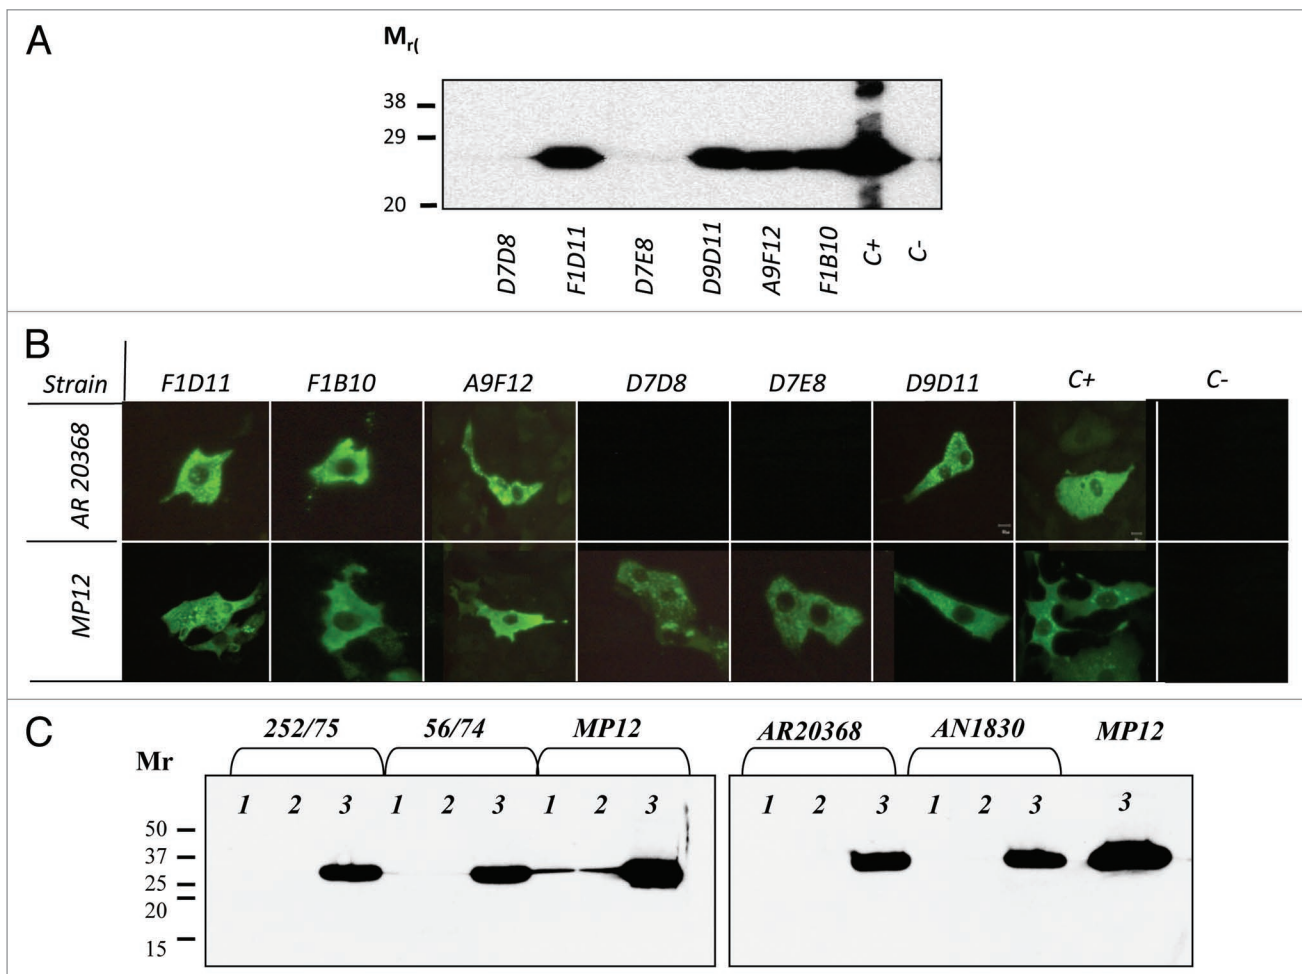 A
Mr(
38
29
20
D7D8 F1D11 D7E8 D9D11 A9F12 F1B10 C+ C-
B
Strain F1D11 F1B10 A9F12 D7D8 D7E8 D9D11 C+ C-
AR 20368
MP12
C
252/75 56/74 MP12 AR20368 AN1830 MP12
Mr
1 2 3 1 2 3 1 2 3 1 2 3 1 2 3 3
50
37
25
20
15